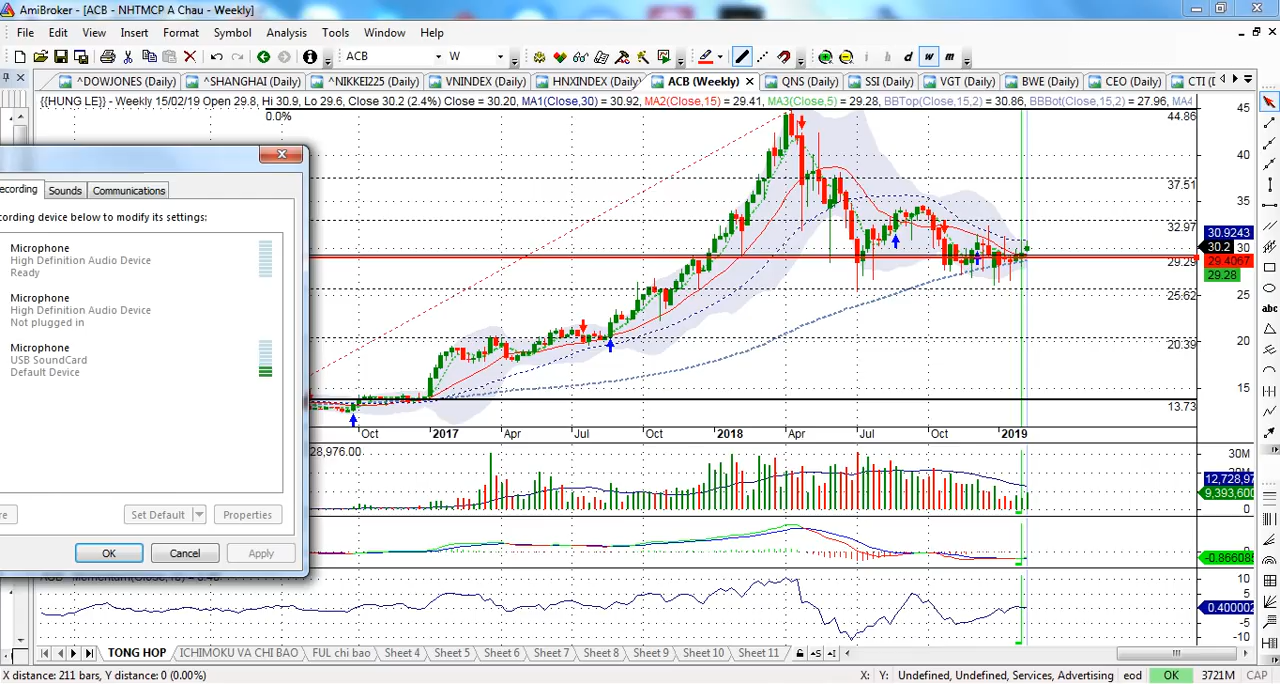 AmiBroker - [ACB - NHTMCP A Chau - Weekly]
File Edit View Insert Format Symbol Analysis Tools Window Help
ACB W
^DOWJONES (Daily) ^SHANGHAI (Daily) ^NIKKEI225 (Daily) VNINDEX (Daily) HNXINDEX (Daily) ACB (Weekly) QNS (Daily) SSI (Daily) VGT (Daily) BWE (Daily) CEO (Daily) CTI (D
{{HUNG LE}} - Weekly 15/02/19 Open 29.8, Hi 30.9, Lo 29.6, Close 30.2 (2.4%) Close = 30.20, MA1(Close,30) = 30.92, MA2(Close,15) = 29.41, MA3(Close,5) = 29.28, BBTop(Close,15,2) = 30.86, BBBot(Close,15,2) = 27.96, MA4
0.0%
45
44.86
40
37.51
35
32.97
30.9243
30.2
30
29.28
29.4067
29.28
25
25.62
20
20.39
15
13.73
Oct 2017 Apr Jul Oct 2018 Apr Jul Oct 2019
28,976.00
30M
12,728,97
9,393,600
0
-0.866088
10
5
0.400002
-5
-10
ecording Sounds Communications
cording device below to modify its settings:
Microphone
High Definition Audio Device
Ready
Microphone
High Definition Audio Device
Not plugged in
Microphone
USB SoundCard
Default Device
re Set Default Properties
OK Cancel Apply
TONG HOP ICHIMOKU VA CHI BAO PUL chi bao Sheet 4 Sheet 5 Sheet 6 Sheet 7 Sheet 8 Sheet 9 Sheet 10 Sheet 11
X distance: 211 bars, Y distance: 0 (0.00%) X: Y: Undefined, Undefined, Services, Advertising eod OK 3721M CAP